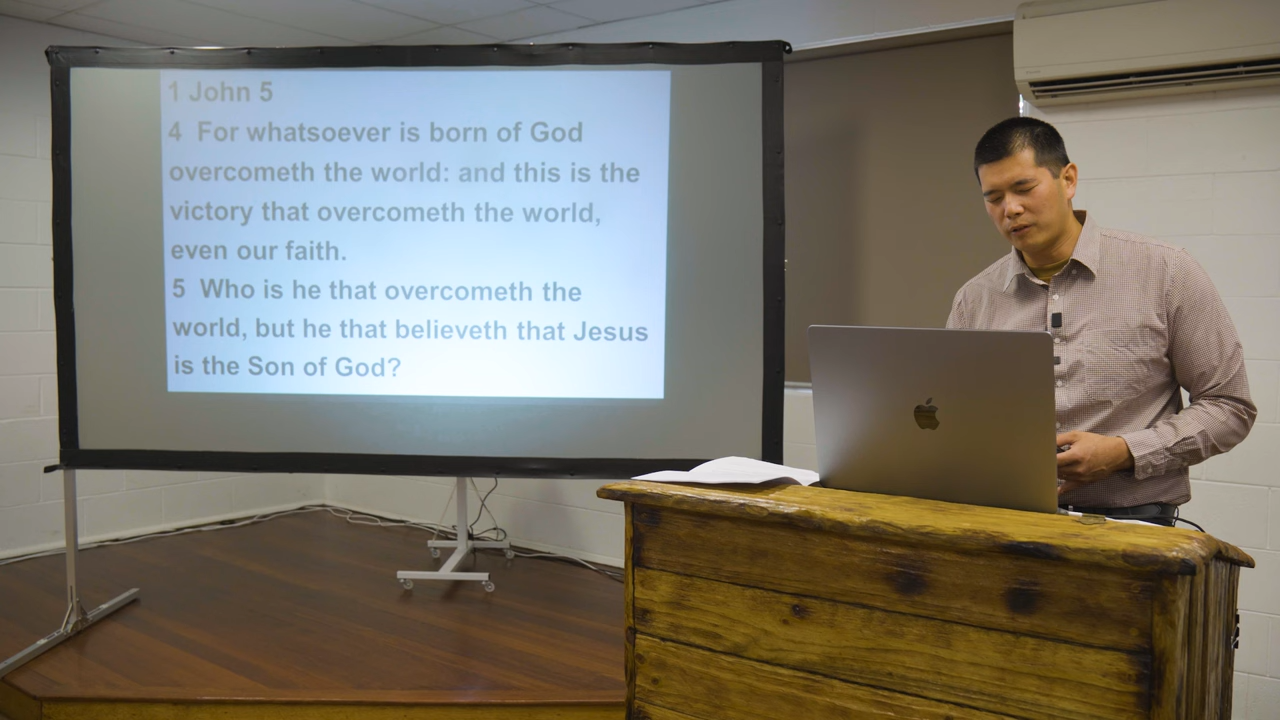 1 John 5
4 For whatsoever is born of God
overcometh the world: and this is the
victory that overcometh the world,
even our faith.
5 Who is he that overcometh the
world, but he that believeth that Jesus
is the Son of God?